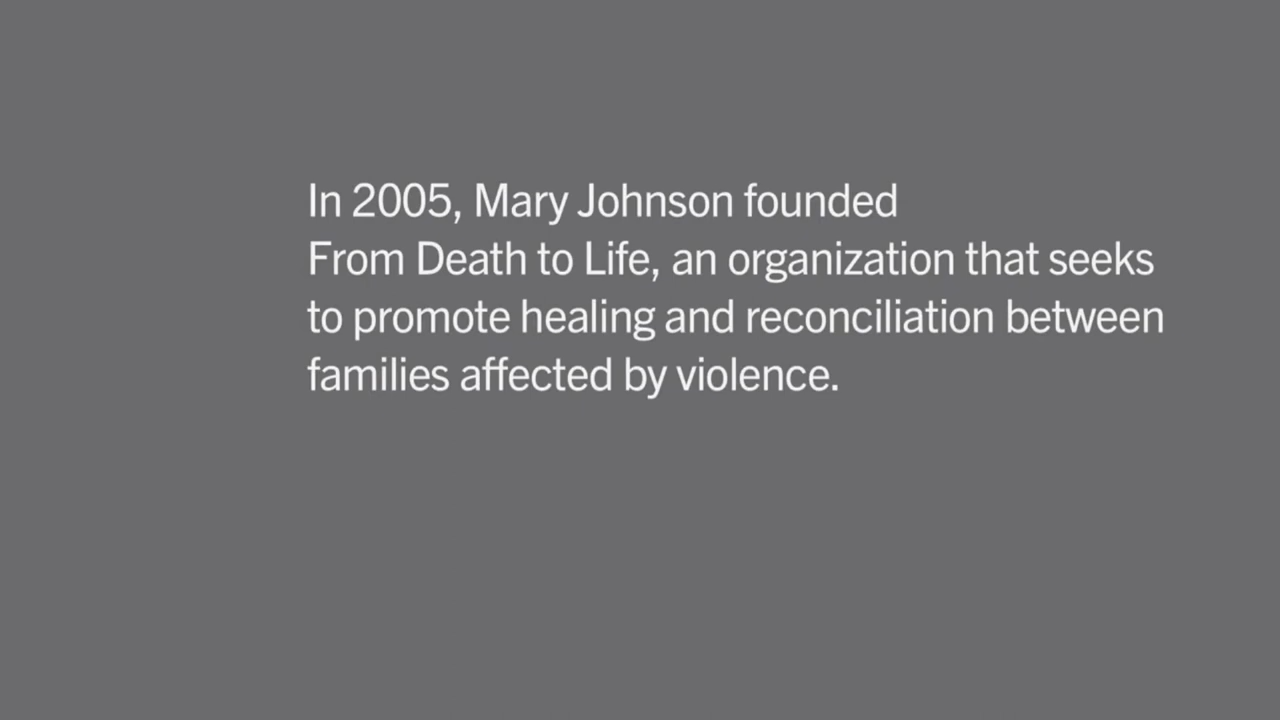 In 2005, Mary Johnson founded
From Death to Life, an organization that seeks
to promote healing and reconciliation between
families affected by violence.